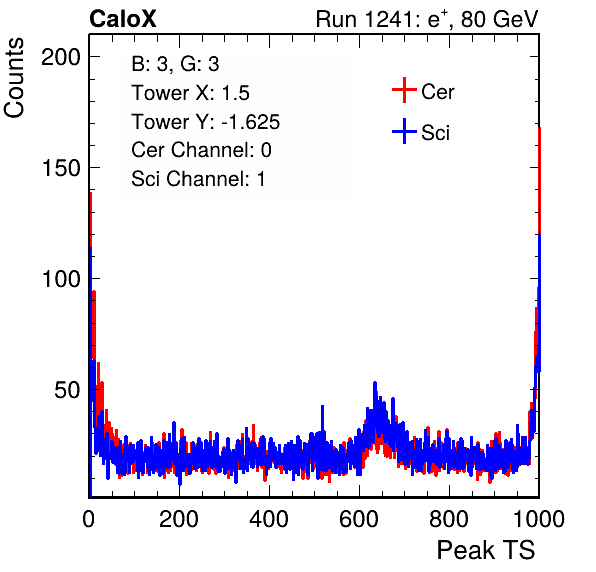 CaloX Run 1241: e+, 80 GeV
Counts
B: 3, G: 3
Tower X: 1.5
Tower Y: -1.625
Cer Channel: 0
Sci Channel: 1
Cer
Sci
200
150
100
50
0 200 400 600 800 1000
Peak TS